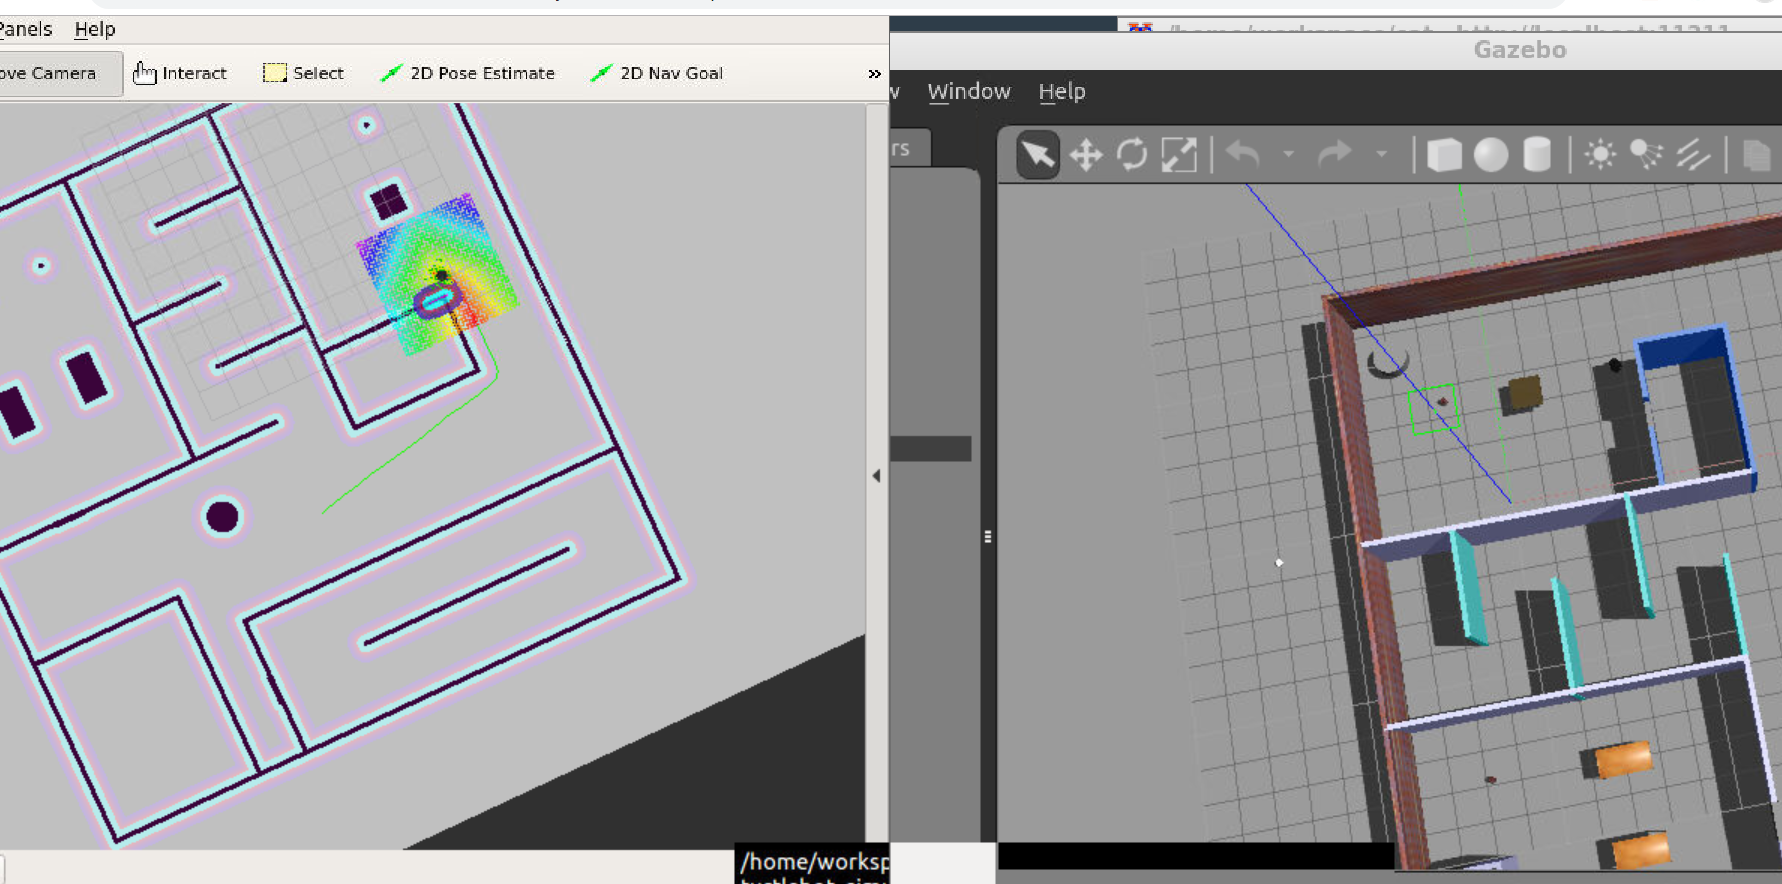 Panels Help
ove Camera Interact Select 2D Pose Estimate 2D Nav Goal »
/home/worksp
Gazebo
w Window Help
rs